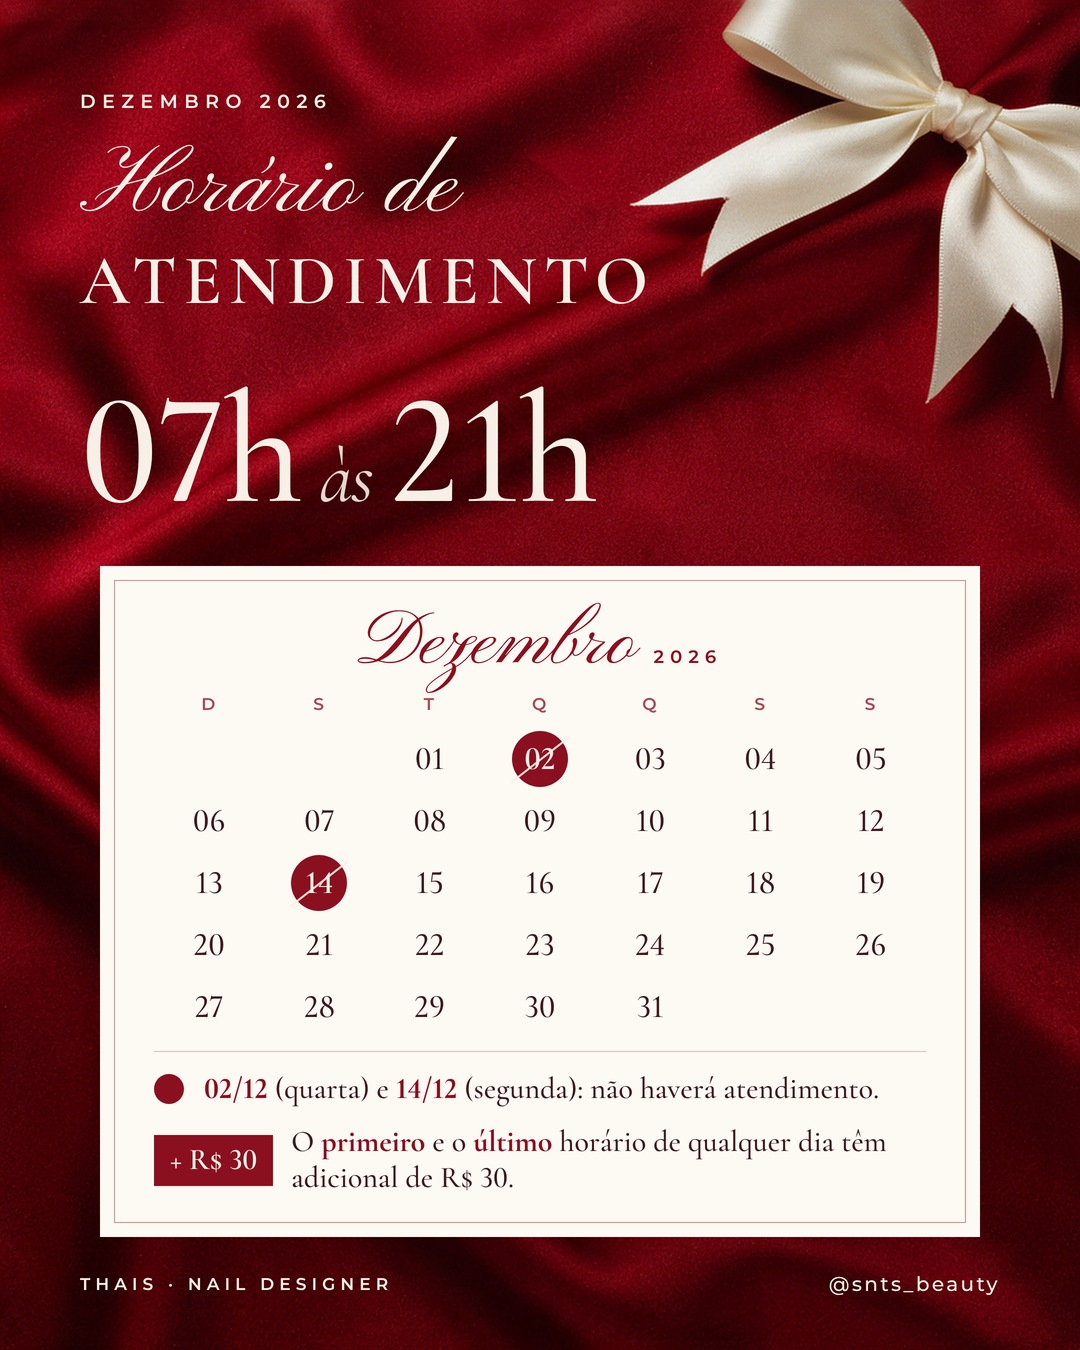 DEZEMBRO 2026
Horário de
ATENDIMENTO
07h às 21h
Dezembro 2026
D S T Q Q S S
01 02 03 04 05
06 07 08 09 10 11 12
13 14 15 16 17 18 19
20 21 22 23 24 25 26
27 28 29 30 31
02/12 (quarta) e 14/12 (segunda): não haverá atendimento.
+ R$ 30
O primeiro e o último horário de qualquer dia têm
adicional de R$ 30.
THAIS · NAIL DESIGNER
@snts_beauty